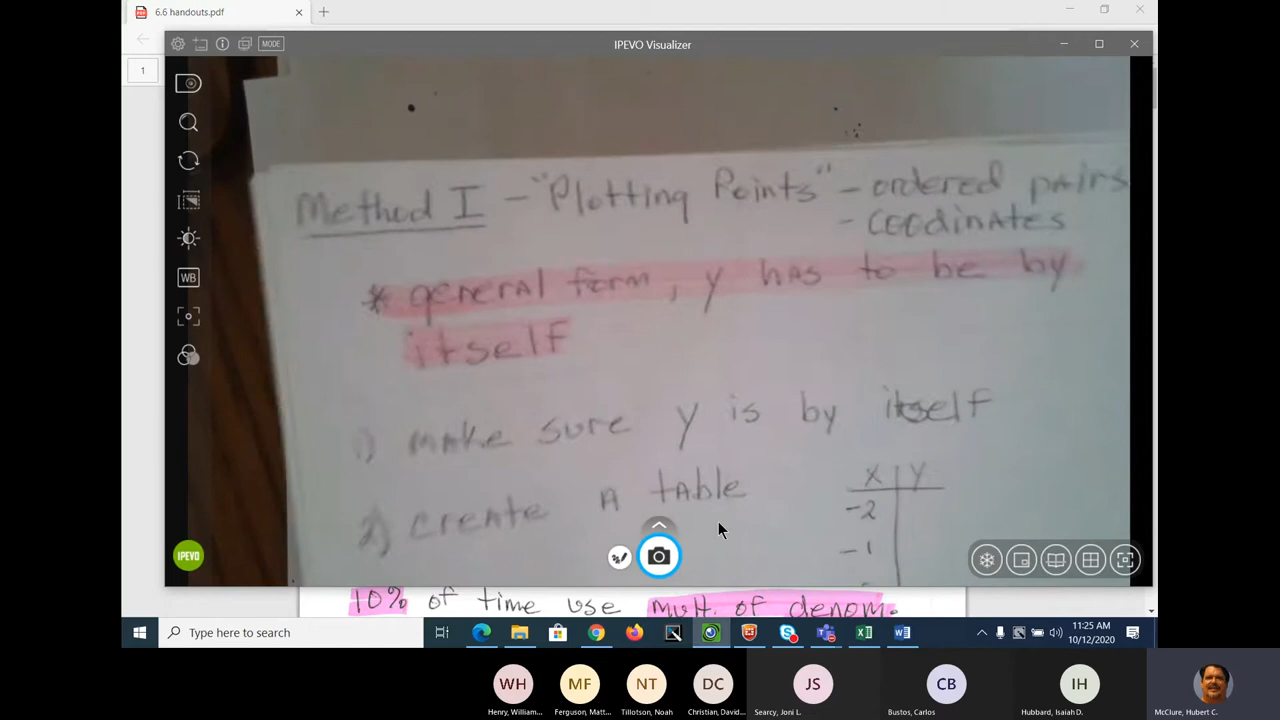 6.6 handouts.pdf
IPEVO Visualizer
MODE
1
WB
Method I - "Plotting Points" - ordered pairs
- coodinates
* general form, y has to be by
itself
1) make sure y is by itself
2) create A table
X Y
-2
-1
IPEVO
10% of time use mult. of denom.
Type here to search
11:25 AM
10/12/2020
WH MF NT DC JS CB IH
Henry, William... Ferguson, Matt... Tillotson, Noah Christian, David... Searcy, Joni L. Bustos, Carlos Hubbard, Isaiah D. McClure, Hubert C.